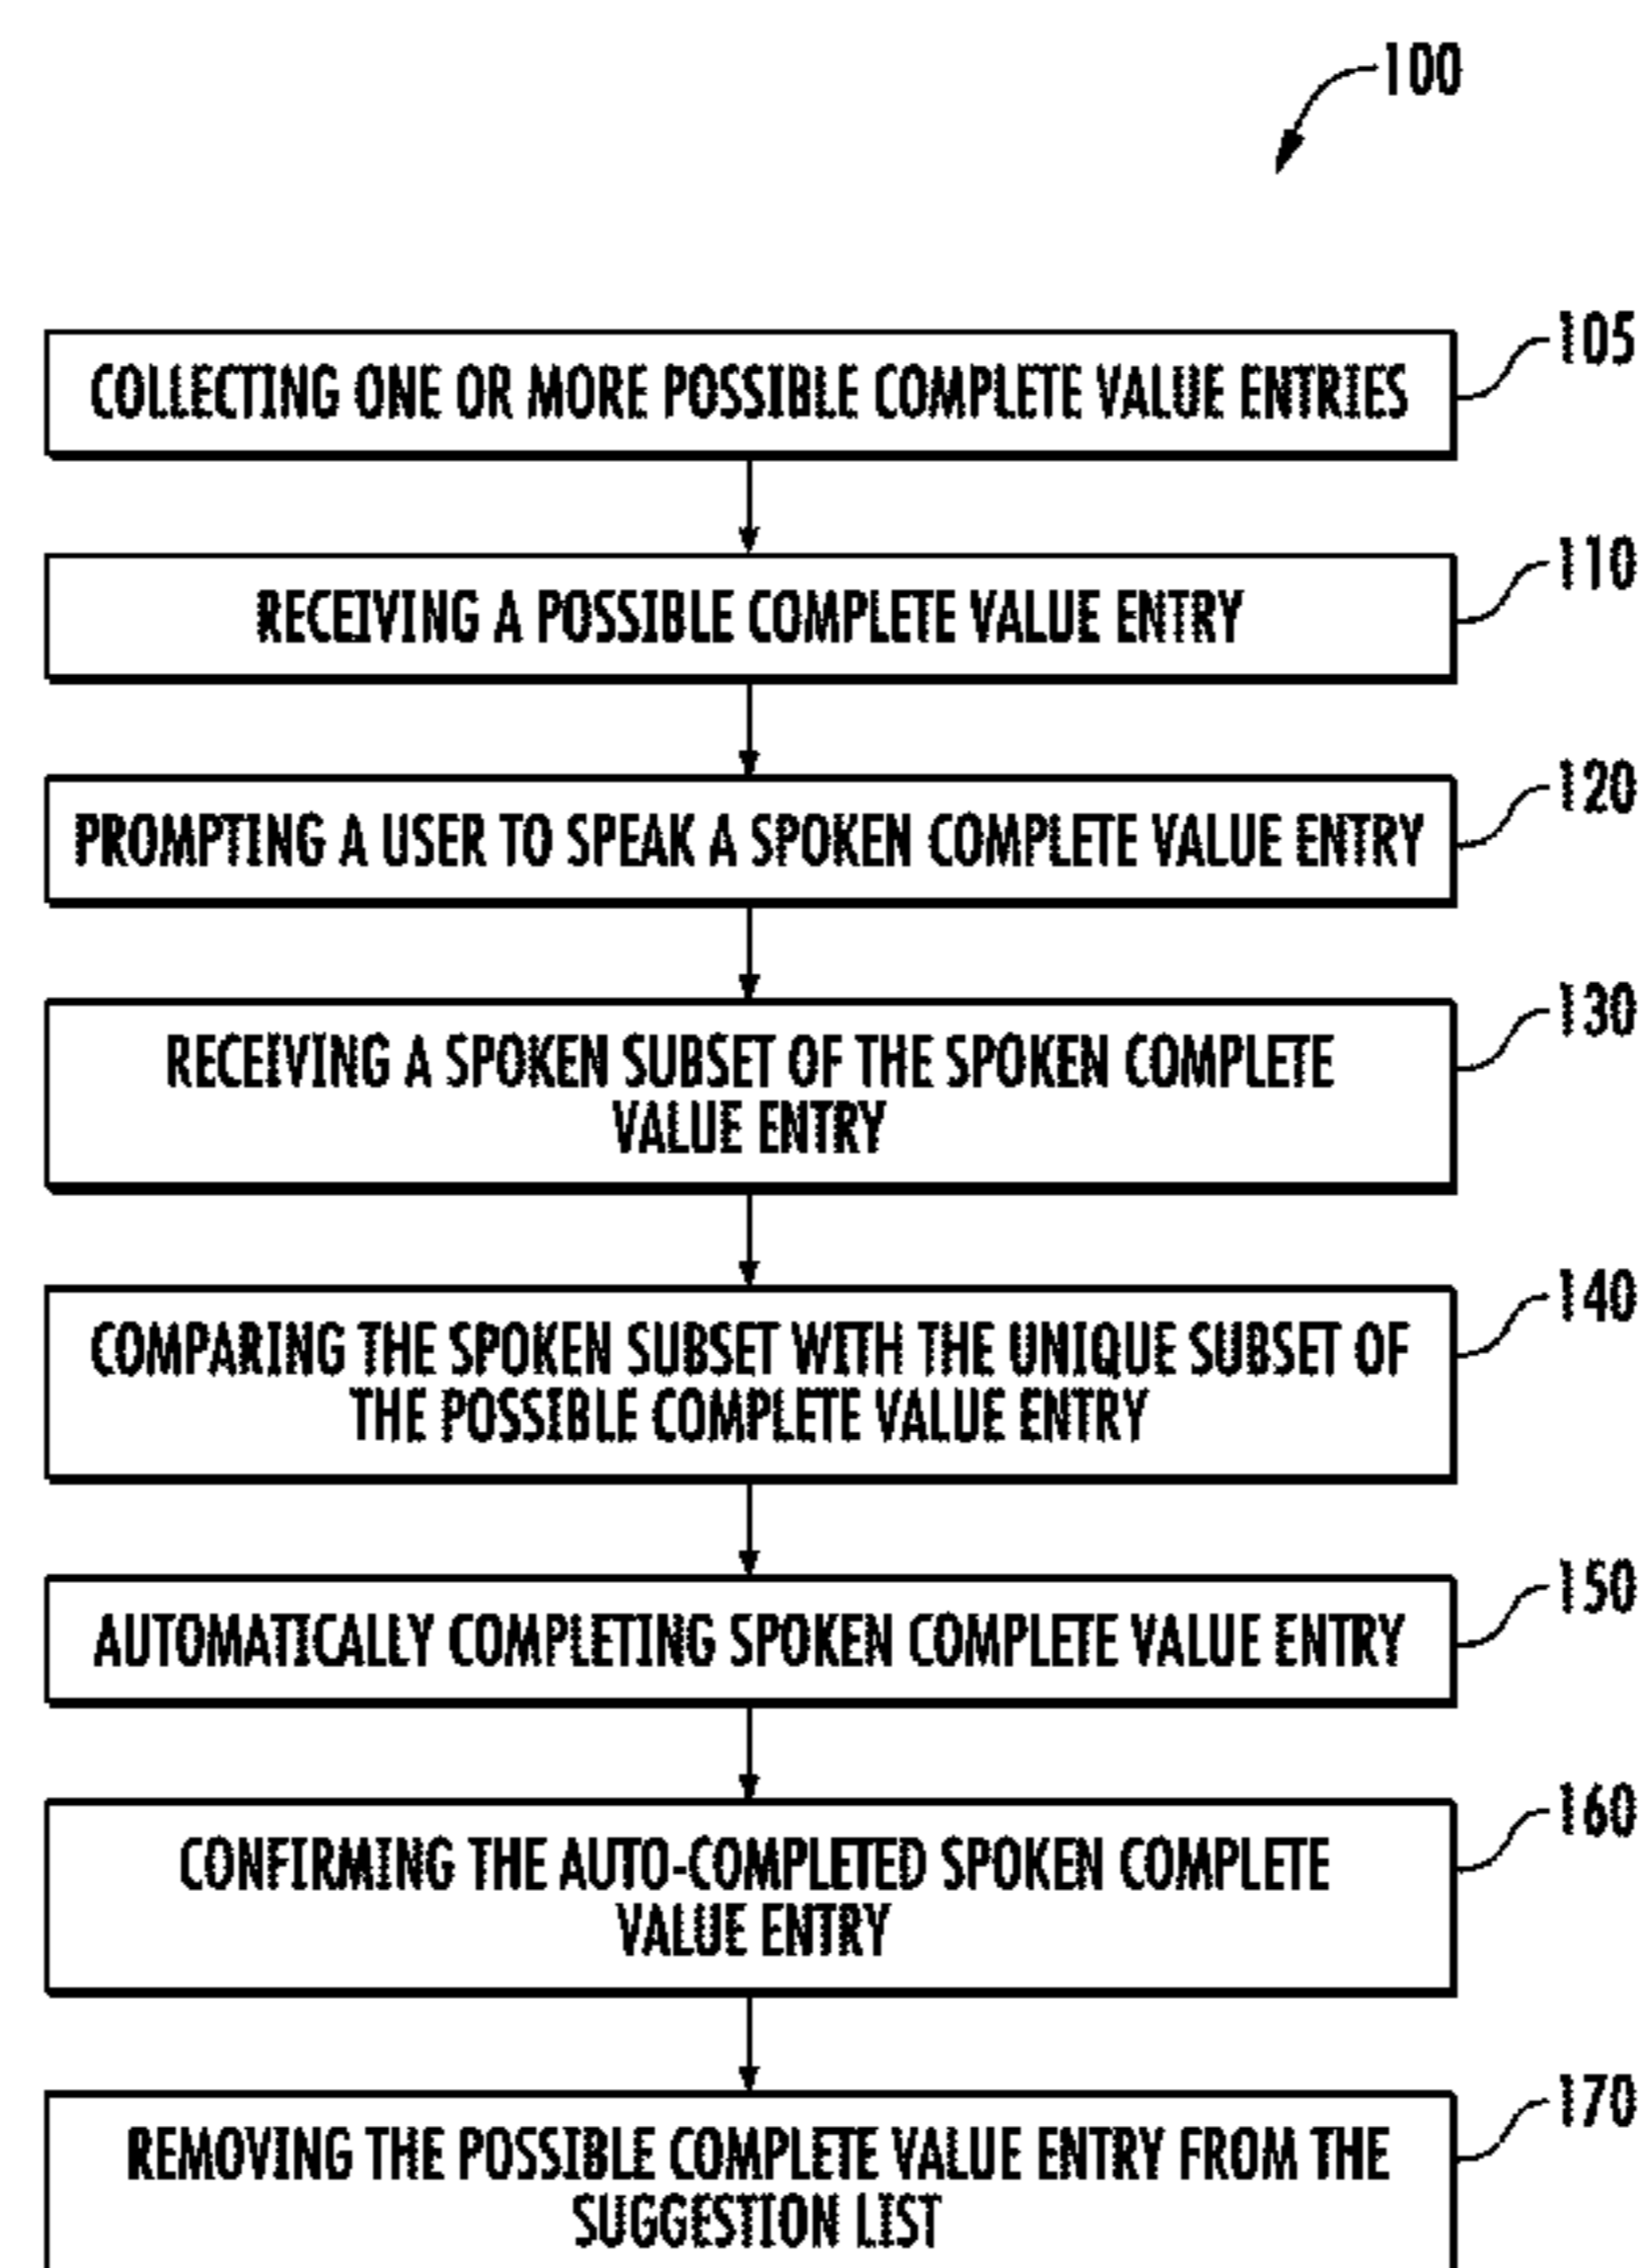 100
COLLECTING ONE OR MORE POSSIBLE COMPLETE VALUE ENTRIES
105
RECEIVING A POSSIBLE COMPLETE VALUE ENTRY
110
PROMPTING A USER TO SPEAK A SPOKEN COMPLETE VALUE ENTRY
120
RECEIVING A SPOKEN SUBSET OF THE SPOKEN COMPLETE
VALUE ENTRY
130
COMPARING THE SPOKEN SUBSET WITH THE UNIQUE SUBSET OF
THE POSSIBLE COMPLETE VALUE ENTRY
140
AUTOMATICALLY COMPLETING SPOKEN COMPLETE VALUE ENTRY
150
CONFIRMING THE AUTO-COMPLETED SPOKEN COMPLETE
VALUE ENTRY
160
REMOVING THE POSSIBLE COMPLETE VALUE ENTRY FROM THE
SUGGESTION LIST
170